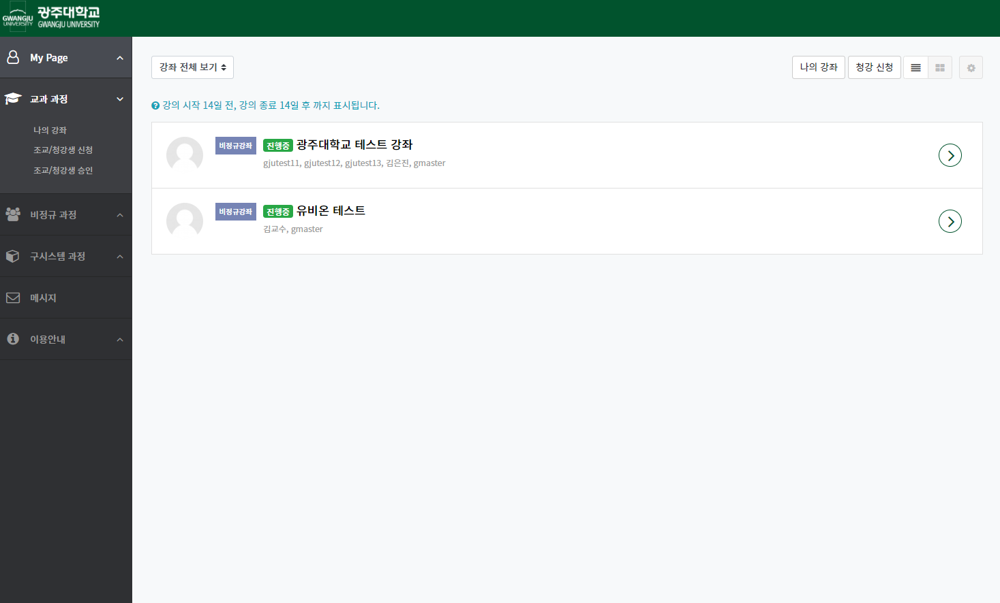 GWANGJU
UNIVERSITY
광주대학교
GWANGJU UNIVERSITY
My Page
교과 과정
나의 강좌
조교/청강생 신청
조교/청강생 승인
비정규 과정
구시스템 과정
메시지
이용안내
강좌 전체 보기
나의 강좌
청강 신청
강의 시작 14일 전, 강의 종료 14일 후 까지 표시됩니다.
비정규강좌 진행중 광주대학교 테스트 강좌
gjutest11, gjutest12, gjutest13, 김은진, gmaster
비정규강좌 진행중 유비온 테스트
김교수, gmaster